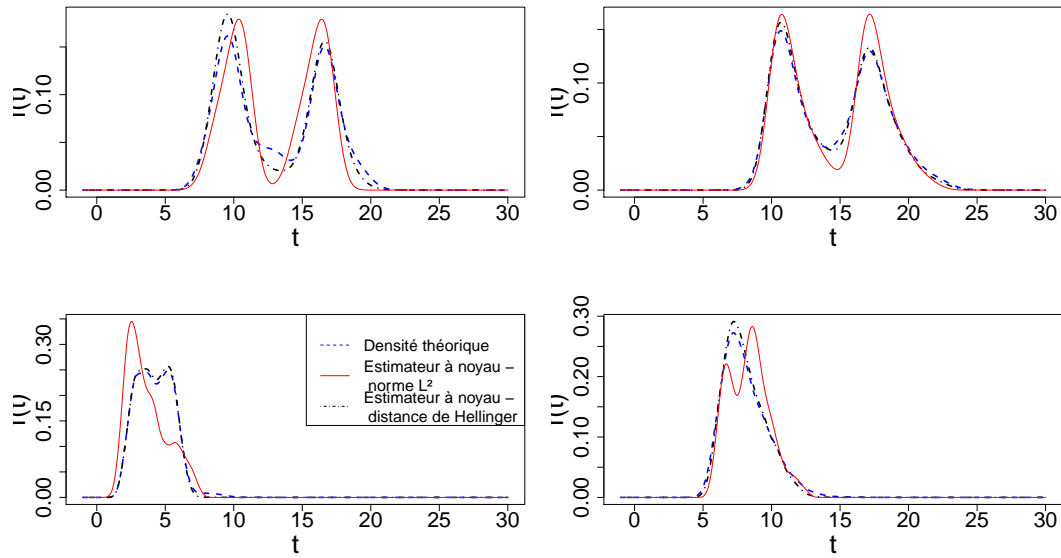 f(t)
0.00 0.10
0 5 10 15 20 25 30
t
f(t)
0.00 0.10
0 5 10 15 20 25 30
t
f(t)
0.00 0.15 0.30
0 5 10 15 20 25 30
t
Densité théorique
Estimateur à noyau –
norme L²
Estimateur à noyau –
distance de Hellinger
f(t)
0.00 0.10 0.20 0.30
0 5 10 15 20 25 30
t